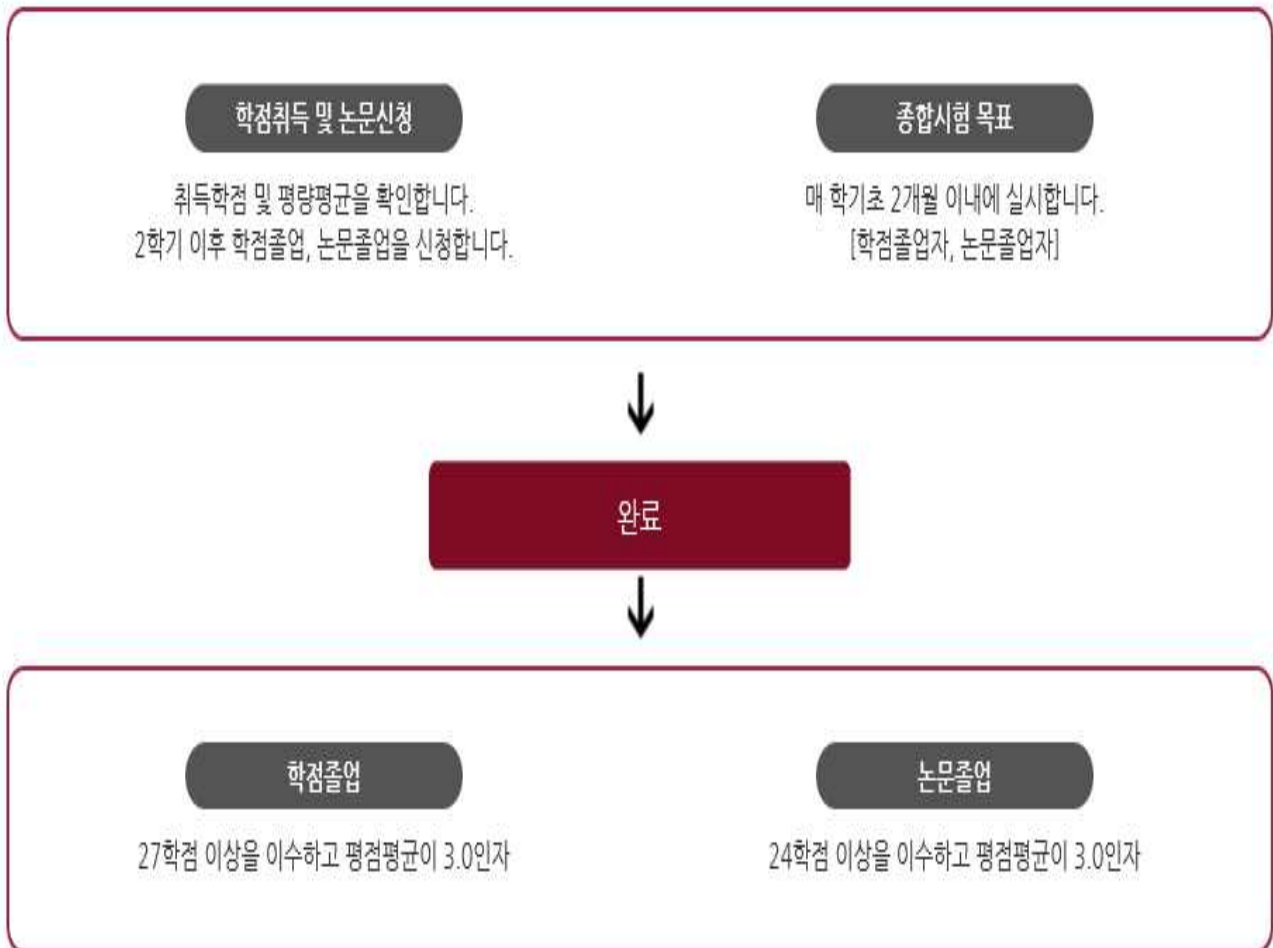 학점취득 및 논문신청
취득학점 및 평량평균을 확인합니다.
2학기 이후 학점졸업, 논문졸업을 신청합니다.
종합시험 목표
매 학기초 2개월 이내에 실시합니다.
[학점졸업자, 논문졸업자]
완료
학점졸업
27학점 이상을 이수하고 평점평균이 3.0인자
논문졸업
24학점 이상을 이수하고 평점평균이 3.0인자